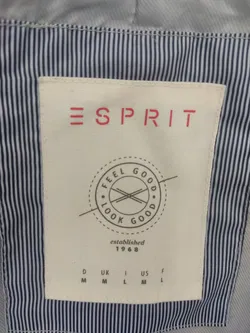 ESPRIT
FEEL GOOD
LOOK GOOD
established
1968
D UK I US F
M M L M L